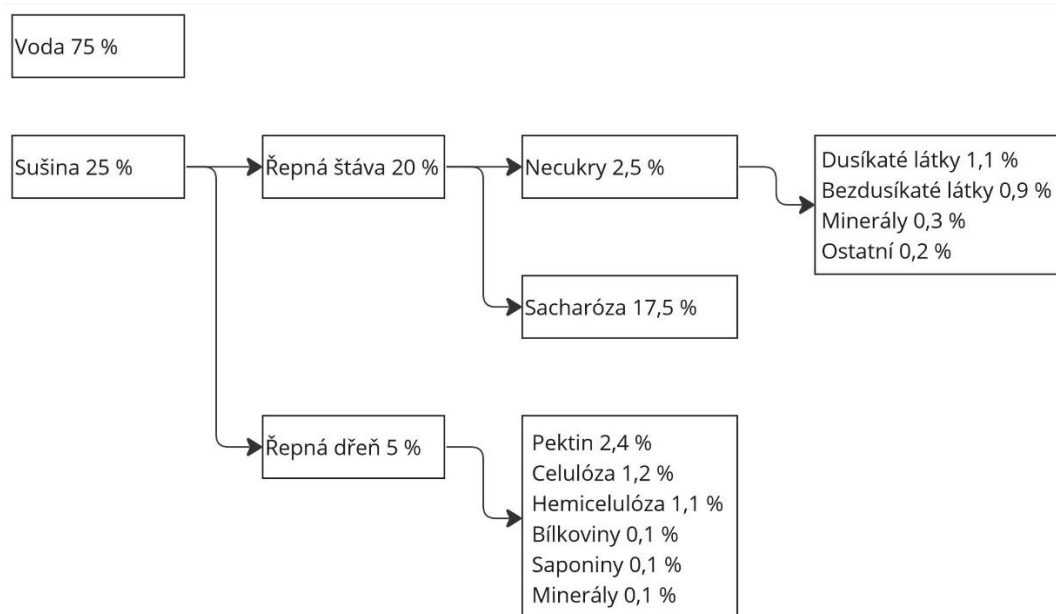 Voda 75 %
Sušina 25 %
Řepná štáva 20 %
Necukry 2,5 %
Dusíkaté látky 1,1 %
Bezdusíkaté látky 0,9 %
Minerály 0,3 %
Ostatní 0,2 %
Sacharóza 17,5 %
Řepná dřeň 5 %
Pektin 2,4 %
Celulóza 1,2 %
Hemicelulóza 1,1 %
Bílkoviny 0,1 %
Saponiny 0,1 %
Minerály 0,1 %